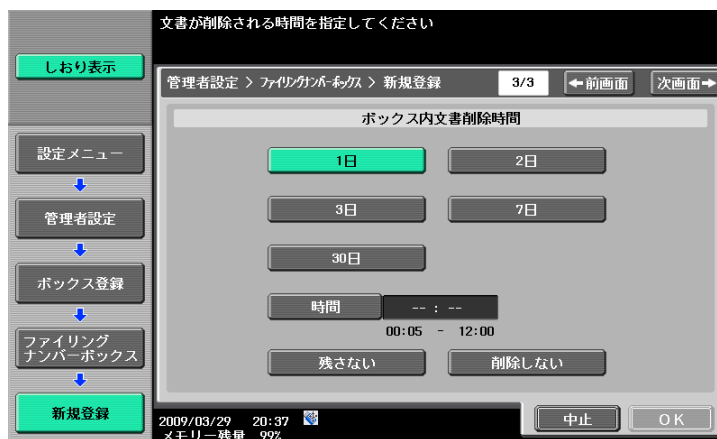 文書が削除される時間を指定してください
しおり表示
管理者設定 > ファイリングナンバーボックス > 新規登録
3/3
←前画面
次画面→
ボックス内文書削除時間
1日
2日
3日
7日
30日
時間
-- : --
00:05 - 12:00
残さない
削除しない
設定メニュー
管理者設定
ボックス登録
ファイリング
ナンバーボックス
新規登録
2009/03/29 20:37
メモリー残量 99%
中止
OK